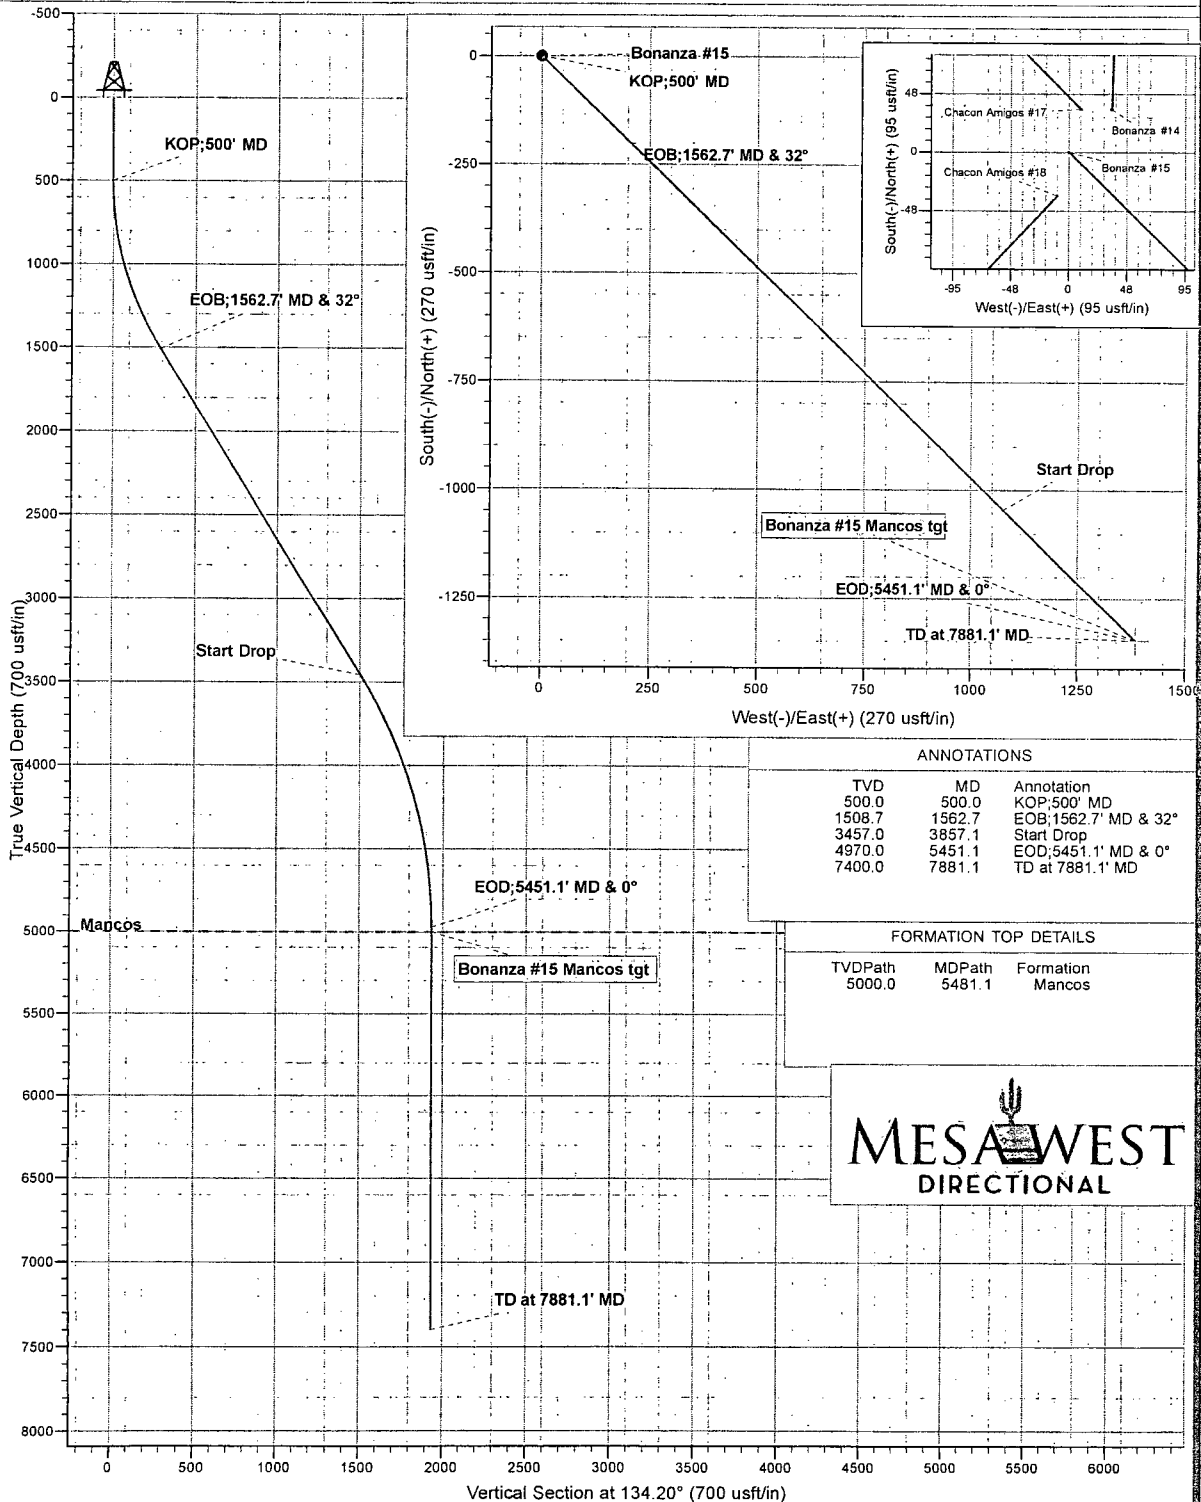 -500
0
500
1000
1500
2000
2500
3000
3500
4000
4500
5000
5500
6000
6500
7000
7500
8000
True Vertical Depth (700 usft/in)
0
500
1000
1500
2000
2500
3000
3500
4000
4500
5000
5500
6000
Vertical Section at 134.20° (700 usft/in)
KOP;500' MD
EOB;1562.7' MD & 32°
Start Drop
EOD;5451.1' MD & 0°
Mancos
Bonanza #15 Mancos tgt
TD at 7881.1' MD
0
-250
-500
-750
-1000
-1250
South(-)/North(+) (270 usft/in)
0
250
500
750
1000
1250
1500
West(-)/East(+) (270 usft/in)
Bonanza #15
KOP;500' MD
EOB;1562.7' MD & 32°
Start Drop
Bonanza #15 Mancos tgt
EOD;5451.1' MD & 0°
TD at 7881.1' MD
48
0
-48
South(-)/North(+) (95 usft/in)
Chacon Amigos #17
Bonanza #14
Chacon Amigos #18
Bonanza #15
-95
-48
0
48
95
West(-)/East(+) (95 usft/in)
ANNOTATIONS
TVD MD Annotation
500.0 500.0 KOP;500' MD
1508.7 1562.7 EOB;1562.7' MD & 32°
3457.0 3857.1 Start Drop
4970.0 5451.1 EOD;5451.1' MD & 0°
7400.0 7881.1 TD at 7881.1' MD
FORMATION TOP DETAILS
TVDPath MDPath Formation
5000.0 5481.1 Mancos
MESA WEST
DIRECTIONAL